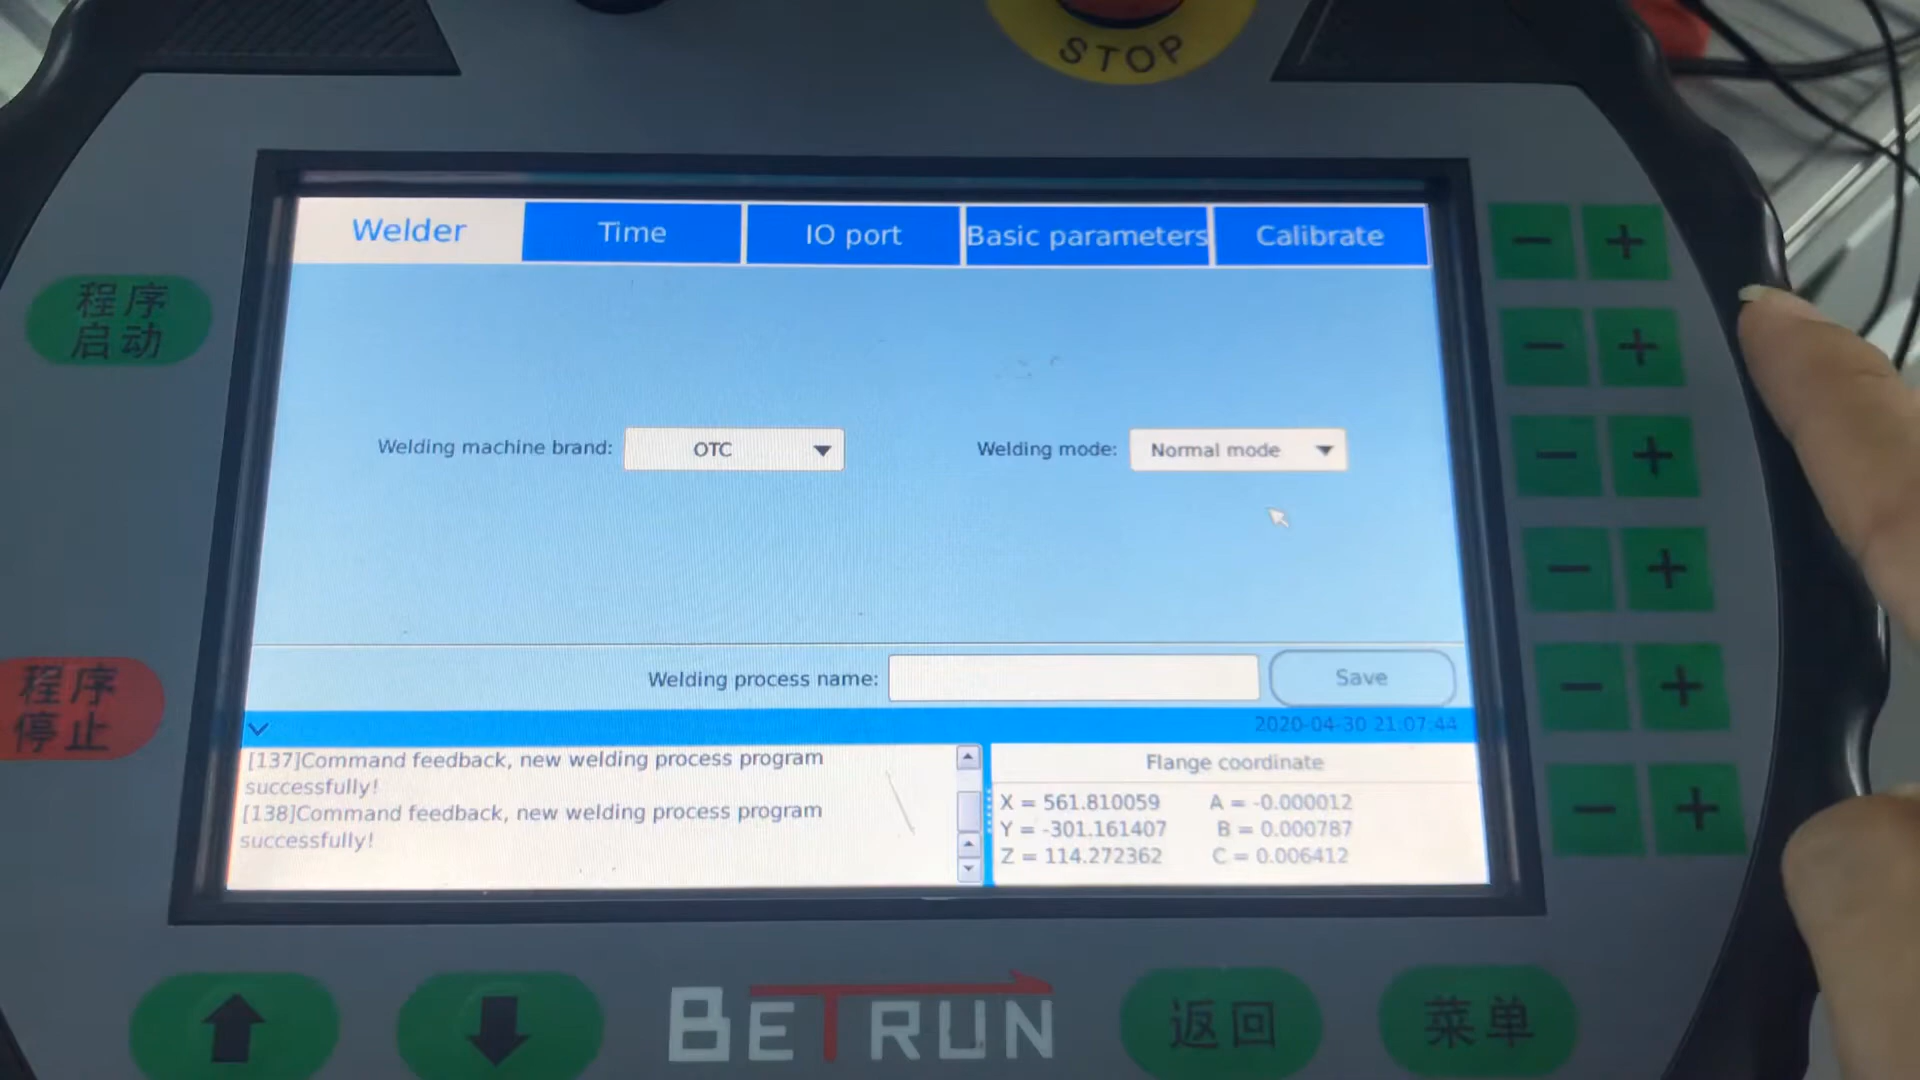 STOP
Welder
Time
IO port
Basic parameters
Calibrate
程序
启动
Welding machine brand:
OTC
Welding mode:
Normal mode
Welding process name:
Save
程序
停止
2020-04-30 21:07:44
[137]Command feedback, new welding process program
successfully!
[138]Command feedback, new welding process program
successfully!
Flange coordinate
X = 561.810059 A = -0.000012
Y = -301.161407 B = 0.000787
Z = 114.272362 C = 0.006412
BETRUN
返回
菜单